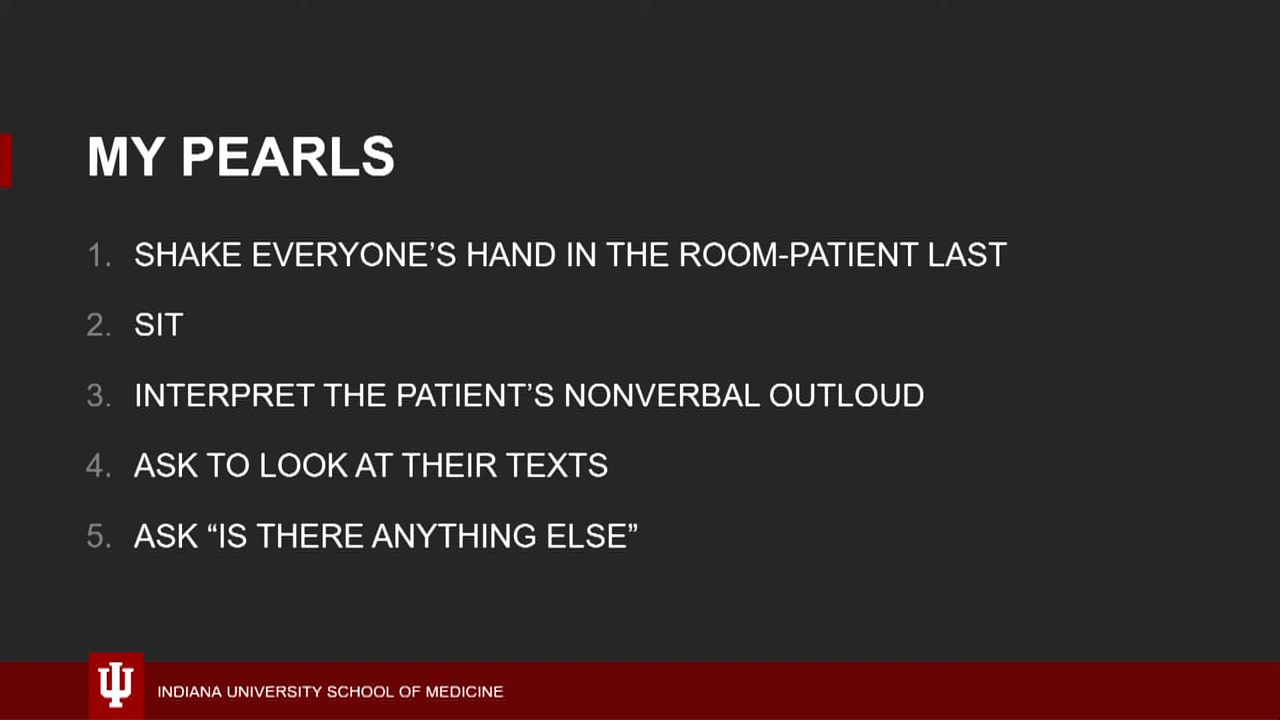 MY PEARLS
1. SHAKE EVERYONE’S HAND IN THE ROOM-PATIENT LAST
2. SIT
3. INTERPRET THE PATIENT’S NONVERBAL OUTLOUD
4. ASK TO LOOK AT THEIR TEXTS
5. ASK “IS THERE ANYTHING ELSE”
INDIANA UNIVERSITY SCHOOL OF MEDICINE